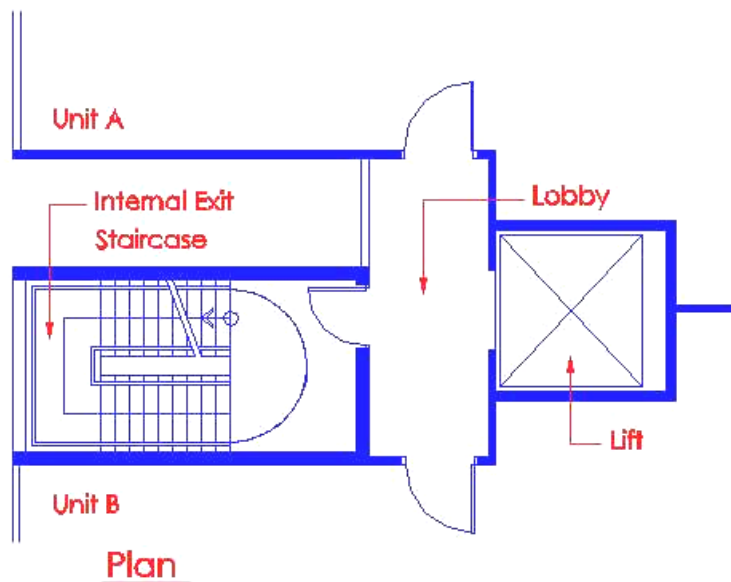 Unit A
Internal Exit
Staircase
Lobby
Lift
Unit B
Plan